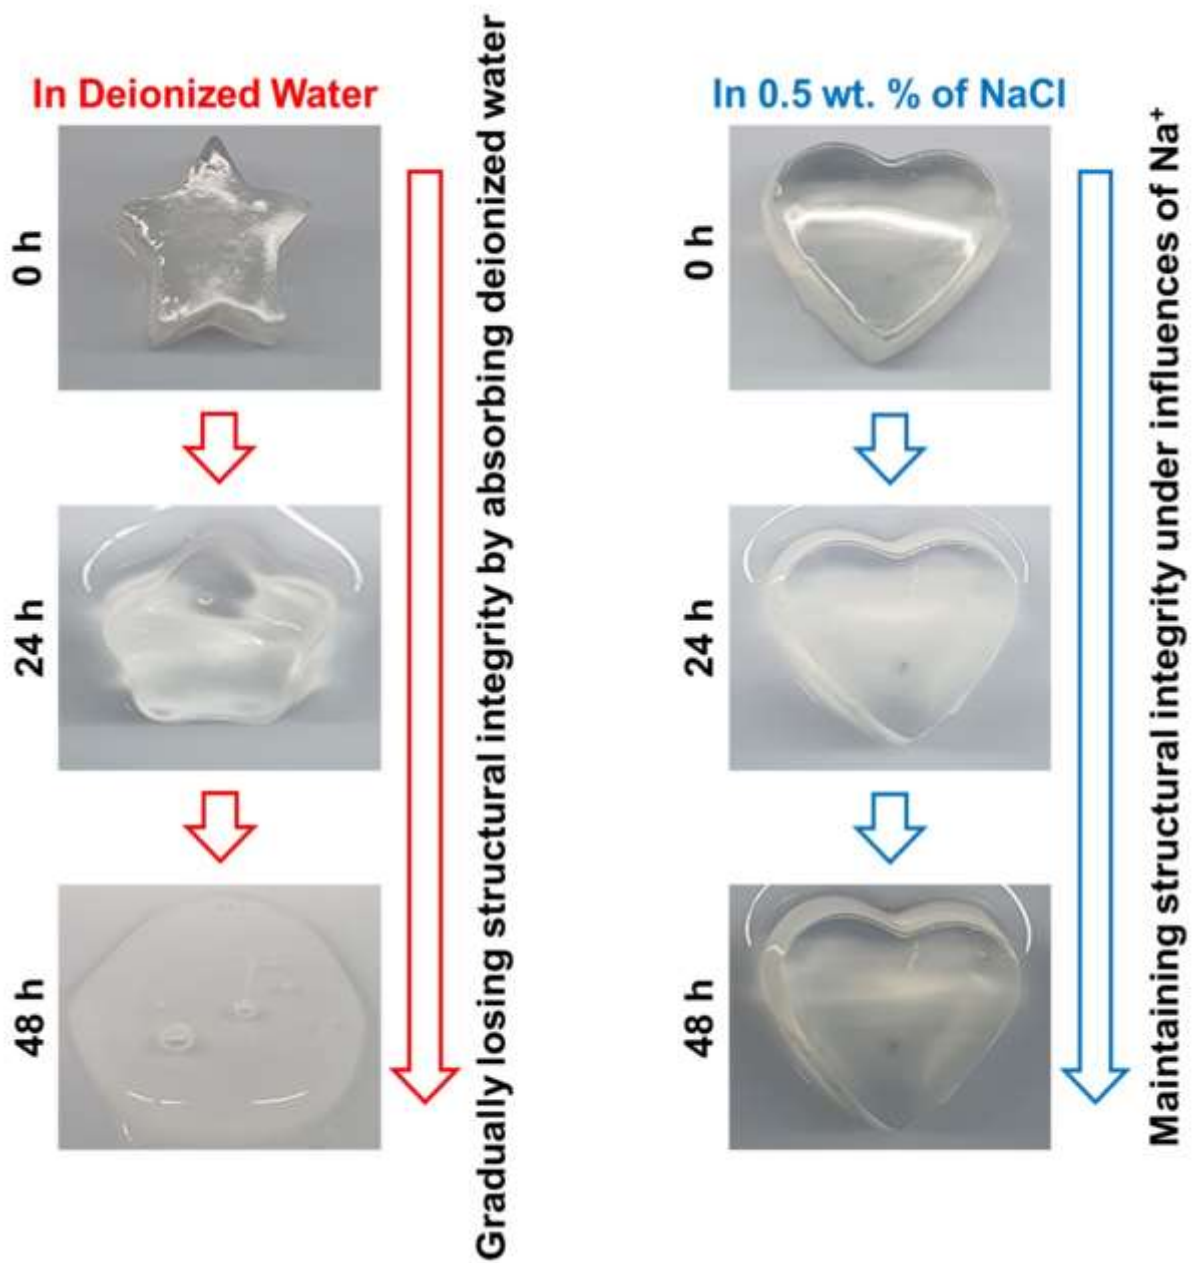 In Deionized Water
0 h
24 h
48 h
Gradually losing structural integrity by absorbing deionized water
In 0.5 wt. % of NaCl
0 h
24 h
48 h
Maintaining structural integrity under influences of Na⁺